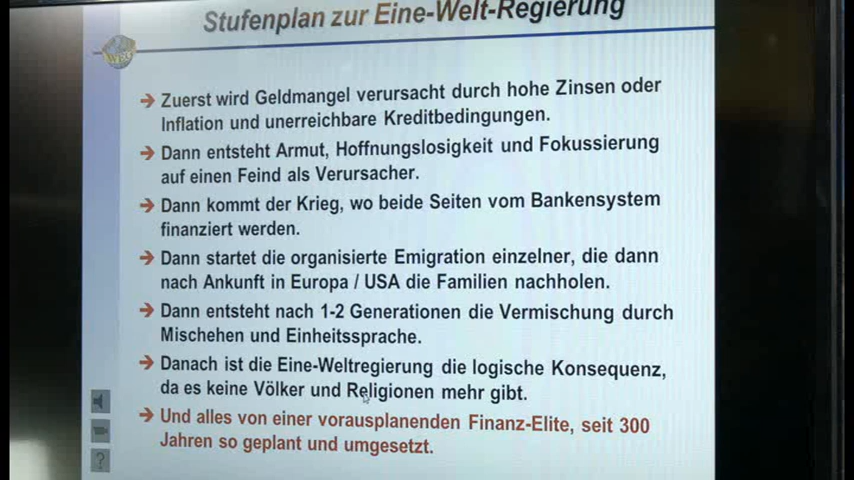 Stufenplan zur Eine-Welt-Regierung
➔ Zuerst wird Geldmangel verursacht durch hohe Zinsen oder
Inflation und unerreichbare Kreditbedingungen.
➔ Dann entsteht Armut, Hoffnungslosigkeit und Fokussierung
auf einen Feind als Verursacher.
➔ Dann kommt der Krieg, wo beide Seiten vom Bankensystem
finanziert werden.
➔ Dann startet die organisierte Emigration einzelner, die dann
nach Ankunft in Europa / USA die Familien nachholen.
➔ Dann entsteht nach 1-2 Generationen die Vermischung durch
Mischehen und Einheitssprache.
➔ Danach ist die Eine-Weltregierung die logische Konsequenz,
da es keine Völker und Religionen mehr gibt.
➔ Und alles von einer vorausplanenden Finanz-Elite, seit 300
Jahren so geplant und umgesetzt.
?